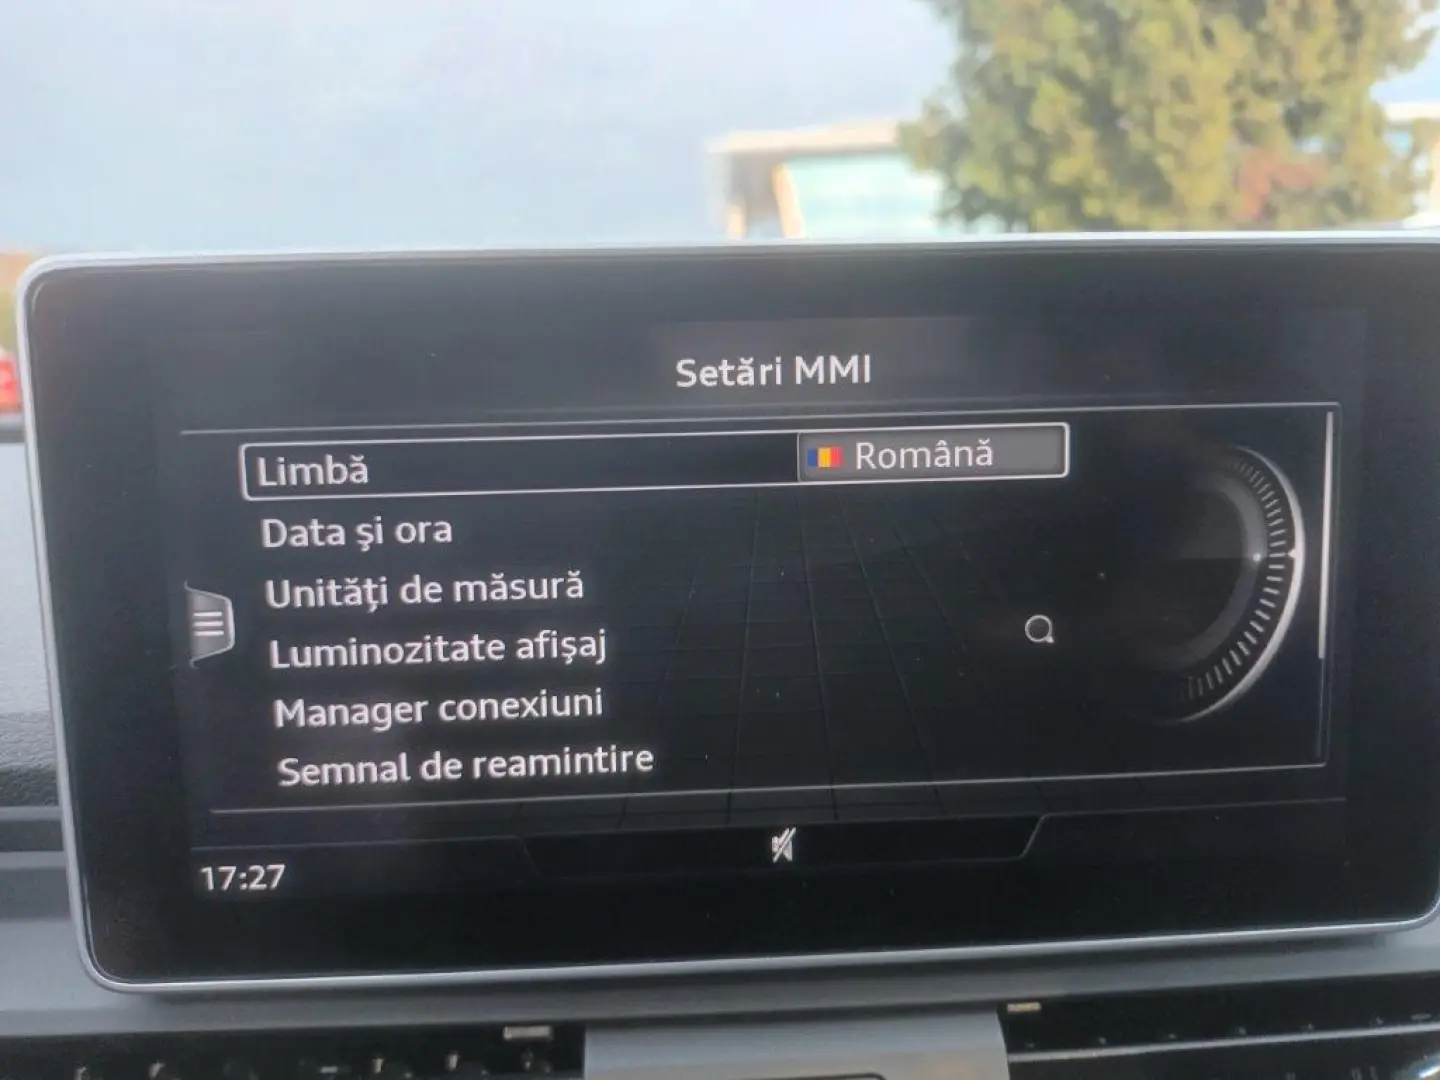 Setări MMI
Limbă Română
Data şi ora
Unităţi de măsură
Luminozitate afişaj
Manager conexiuni
Semnal de reamintire
17:27